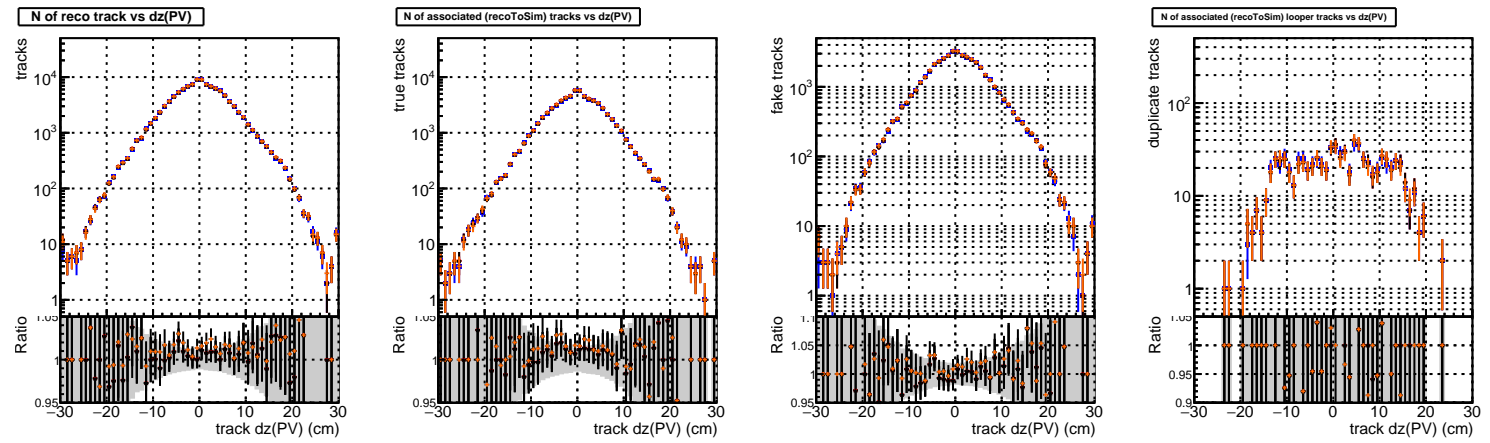 N of reco track vs dz(PV)
tracks
10⁴
10³
10²
10
1
1.05
Ratio
1
0.95
−30 −20 −10 0 10 20 30
track dz(PV) (cm)
N of associated (recoToSim) tracks vs dz(PV)
true tracks
10⁴
10³
10²
10
1
1.05
Ratio
1
0.95
−30 −20 −10 0 10 20 30
track dz(PV) (cm)
fake tracks
10³
10²
10
1
1.1
Ratio
1.05
1
0.95
−30 −20 −10 0 10 20 30
track dz(PV) (cm)
N of associated (recoToSim) looper tracks vs dz(PV)
duplicate tracks
10²
10
1
1.05
Ratio
1
0.95
0.9
−30 −20 −10 0 10 20 30
track dz(PV) (cm)